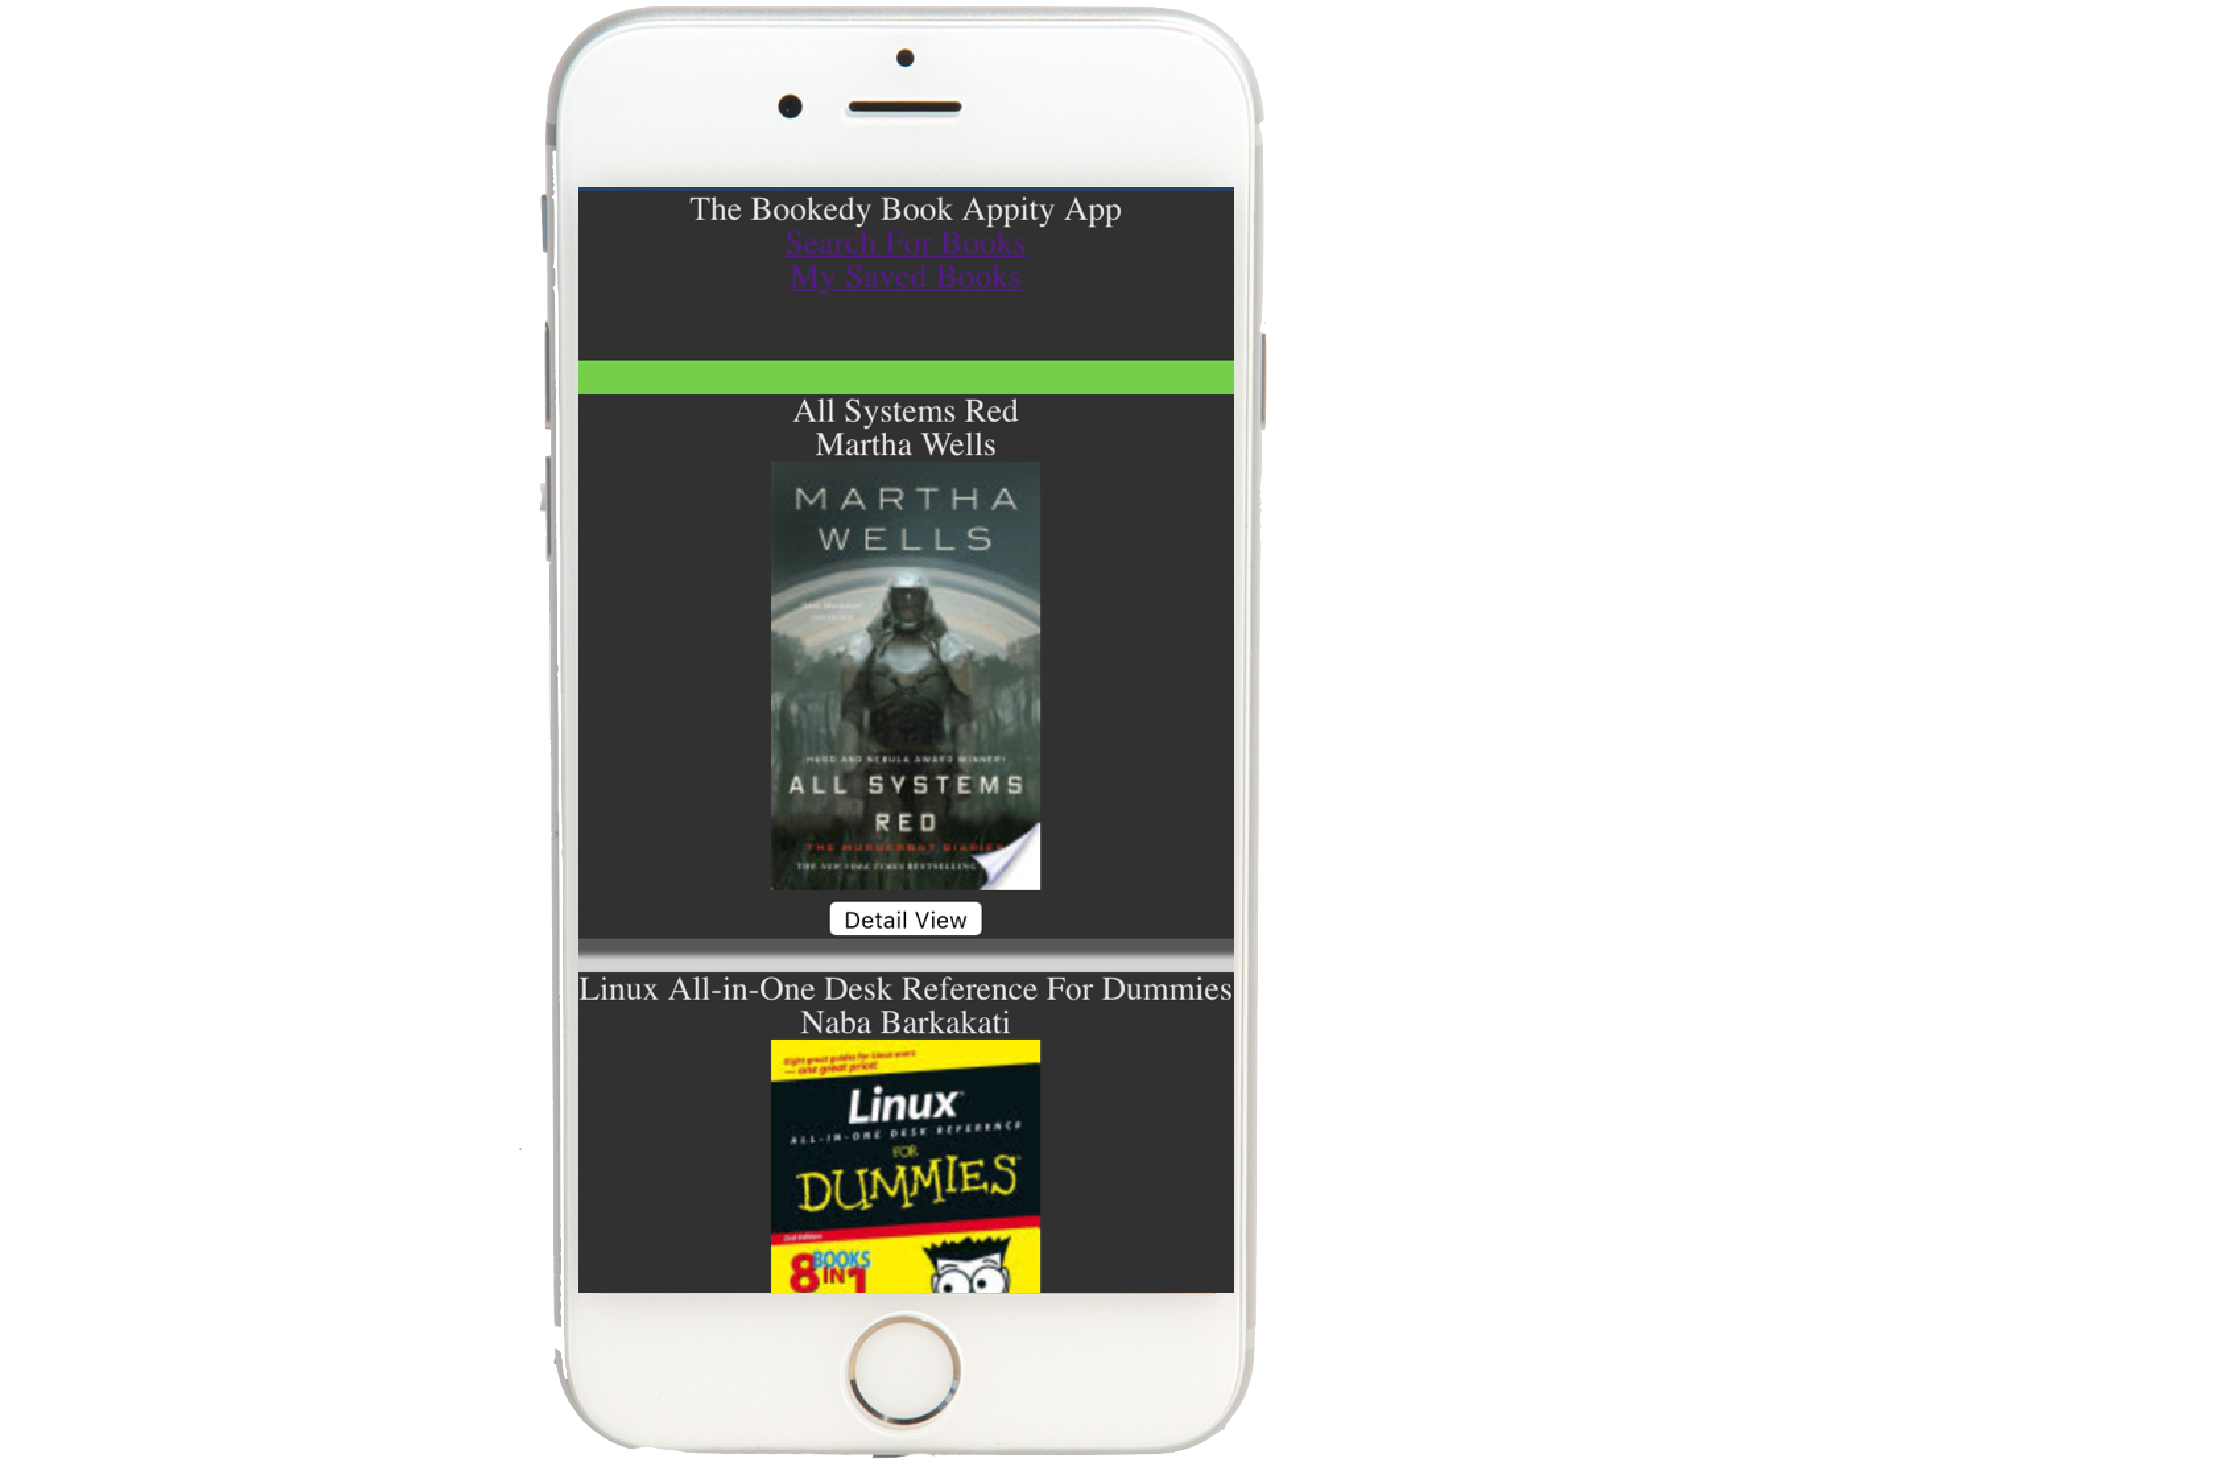 The Bookedy Book Appity App
Search For Books
My Saved Books
All Systems Red
Martha Wells
MARTHA
WELLS
HUGO AND NEBULA AWARD WINNER!
ALL SYSTEMS
RED
THE MURDERBOT DIARIES
THE NEW YORK TIMES BESTSELLING
Detail View
Linux All-in-One Desk Reference For Dummies
Naba Barkakati
Eight great guides for Linux users
— one great price!
Linux
ALL-IN-ONE DESK REFERENCE
FOR
DUMMIES
2nd Edition
8 BOOKS
IN 1